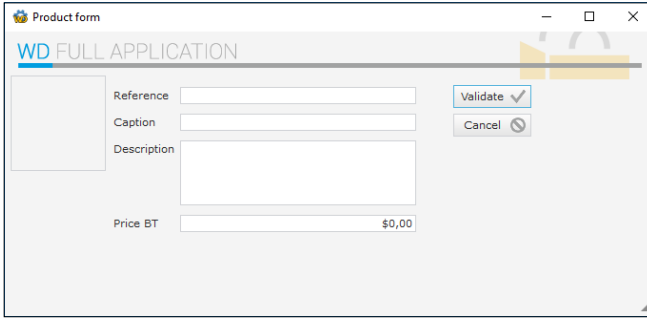 Product form
WD FULL APPLICATION
Reference
Validate
Caption
Cancel
Description
Price BT $0,00